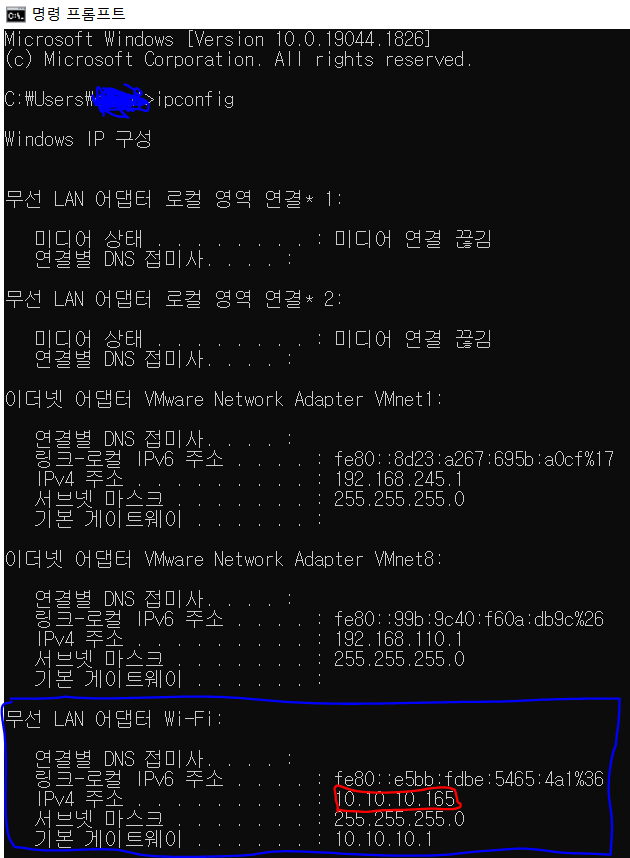 명령 프롬프트
Microsoft Windows [Version 10.0.19044.1826]
(c) Microsoft Corporation. All rights reserved.
C:\Users\>ipconfig
Windows IP 구성
무선 LAN 어댑터 로컬 영역 연결* 1:
미디어 상태 . . . . . . . . : 미디어 연결 끊김
연결별 DNS 접미사. . . . :
무선 LAN 어댑터 로컬 영역 연결* 2:
미디어 상태 . . . . . . . . : 미디어 연결 끊김
연결별 DNS 접미사. . . . :
이더넷 어댑터 VMware Network Adapter VMnet1:
연결별 DNS 접미사. . . . :
링크-로컬 IPv6 주소 . . . . : fe80::8d23:a267:695b:a0cf%17
IPv4 주소 . . . . . . . . . : 192.168.245.1
서브넷 마스크 . . . . . . . : 255.255.255.0
기본 게이트웨이 . . . . . . :
이더넷 어댑터 VMware Network Adapter VMnet8:
연결별 DNS 접미사. . . . :
링크-로컬 IPv6 주소 . . . . : fe80::99b:9c40:f60a:db9c%26
IPv4 주소 . . . . . . . . . : 192.168.110.1
서브넷 마스크 . . . . . . . : 255.255.255.0
기본 게이트웨이 . . . . . . :
무선 LAN 어댑터 Wi-Fi:
연결별 DNS 접미사. . . . :
링크-로컬 IPv6 주소 . . . . : fe80::e5bb:fdbe:5465:4a1%36
IPv4 주소 . . . . . . . . . : 10.10.10.165
서브넷 마스크 . . . . . . . : 255.255.255.0
기본 게이트웨이 . . . . . . : 10.10.10.1